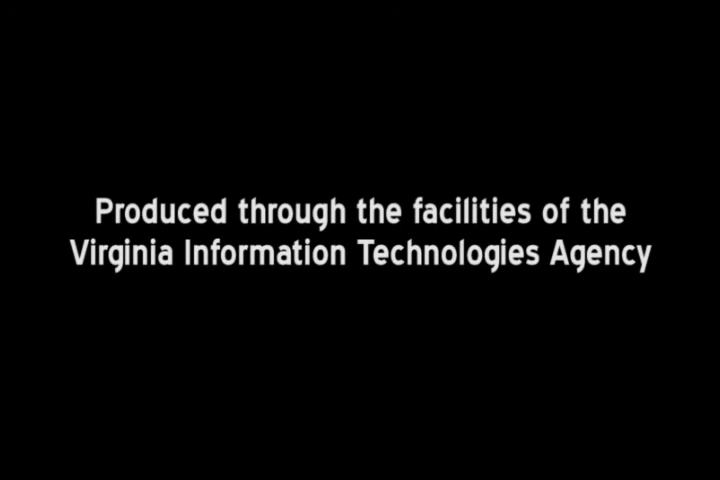 Produced through the facilities of the
Virginia Information Technologies Agency